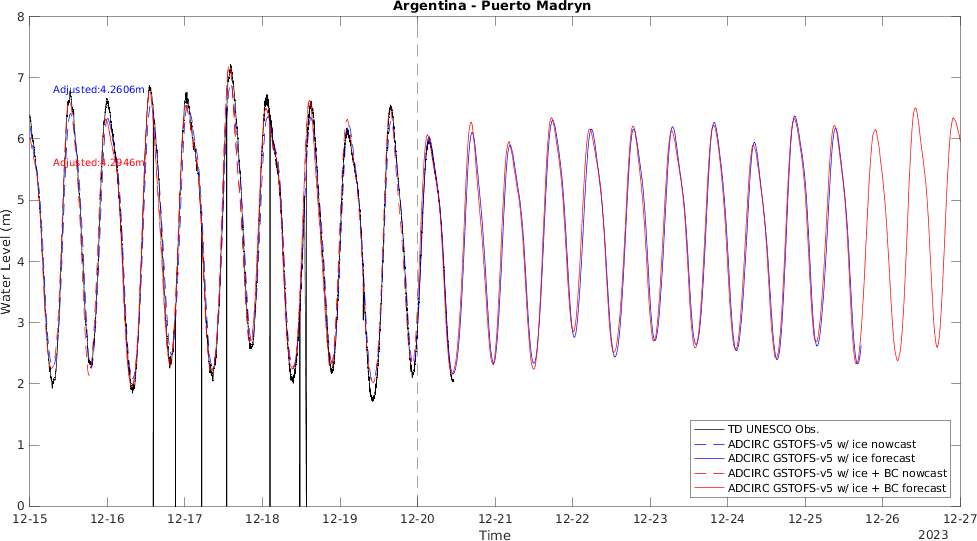 Argentina - Puerto Madryn
8
7
6
5
4
3
2
1
0
Water Level (m)
Adjusted:4.2606m
Adjusted:4.2946m
TD UNESCO Obs.
ADCIRC GSTOFS-v5 w/ ice nowcast
ADCIRC GSTOFS-v5 w/ ice forecast
ADCIRC GSTOFS-v5 w/ ice + BC nowcast
ADCIRC GSTOFS-v5 w/ ice + BC forecast
12-15 12-16 12-17 12-18 12-19 12-20 12-21 12-22 12-23 12-24 12-25 12-26 12-27
Time
2023